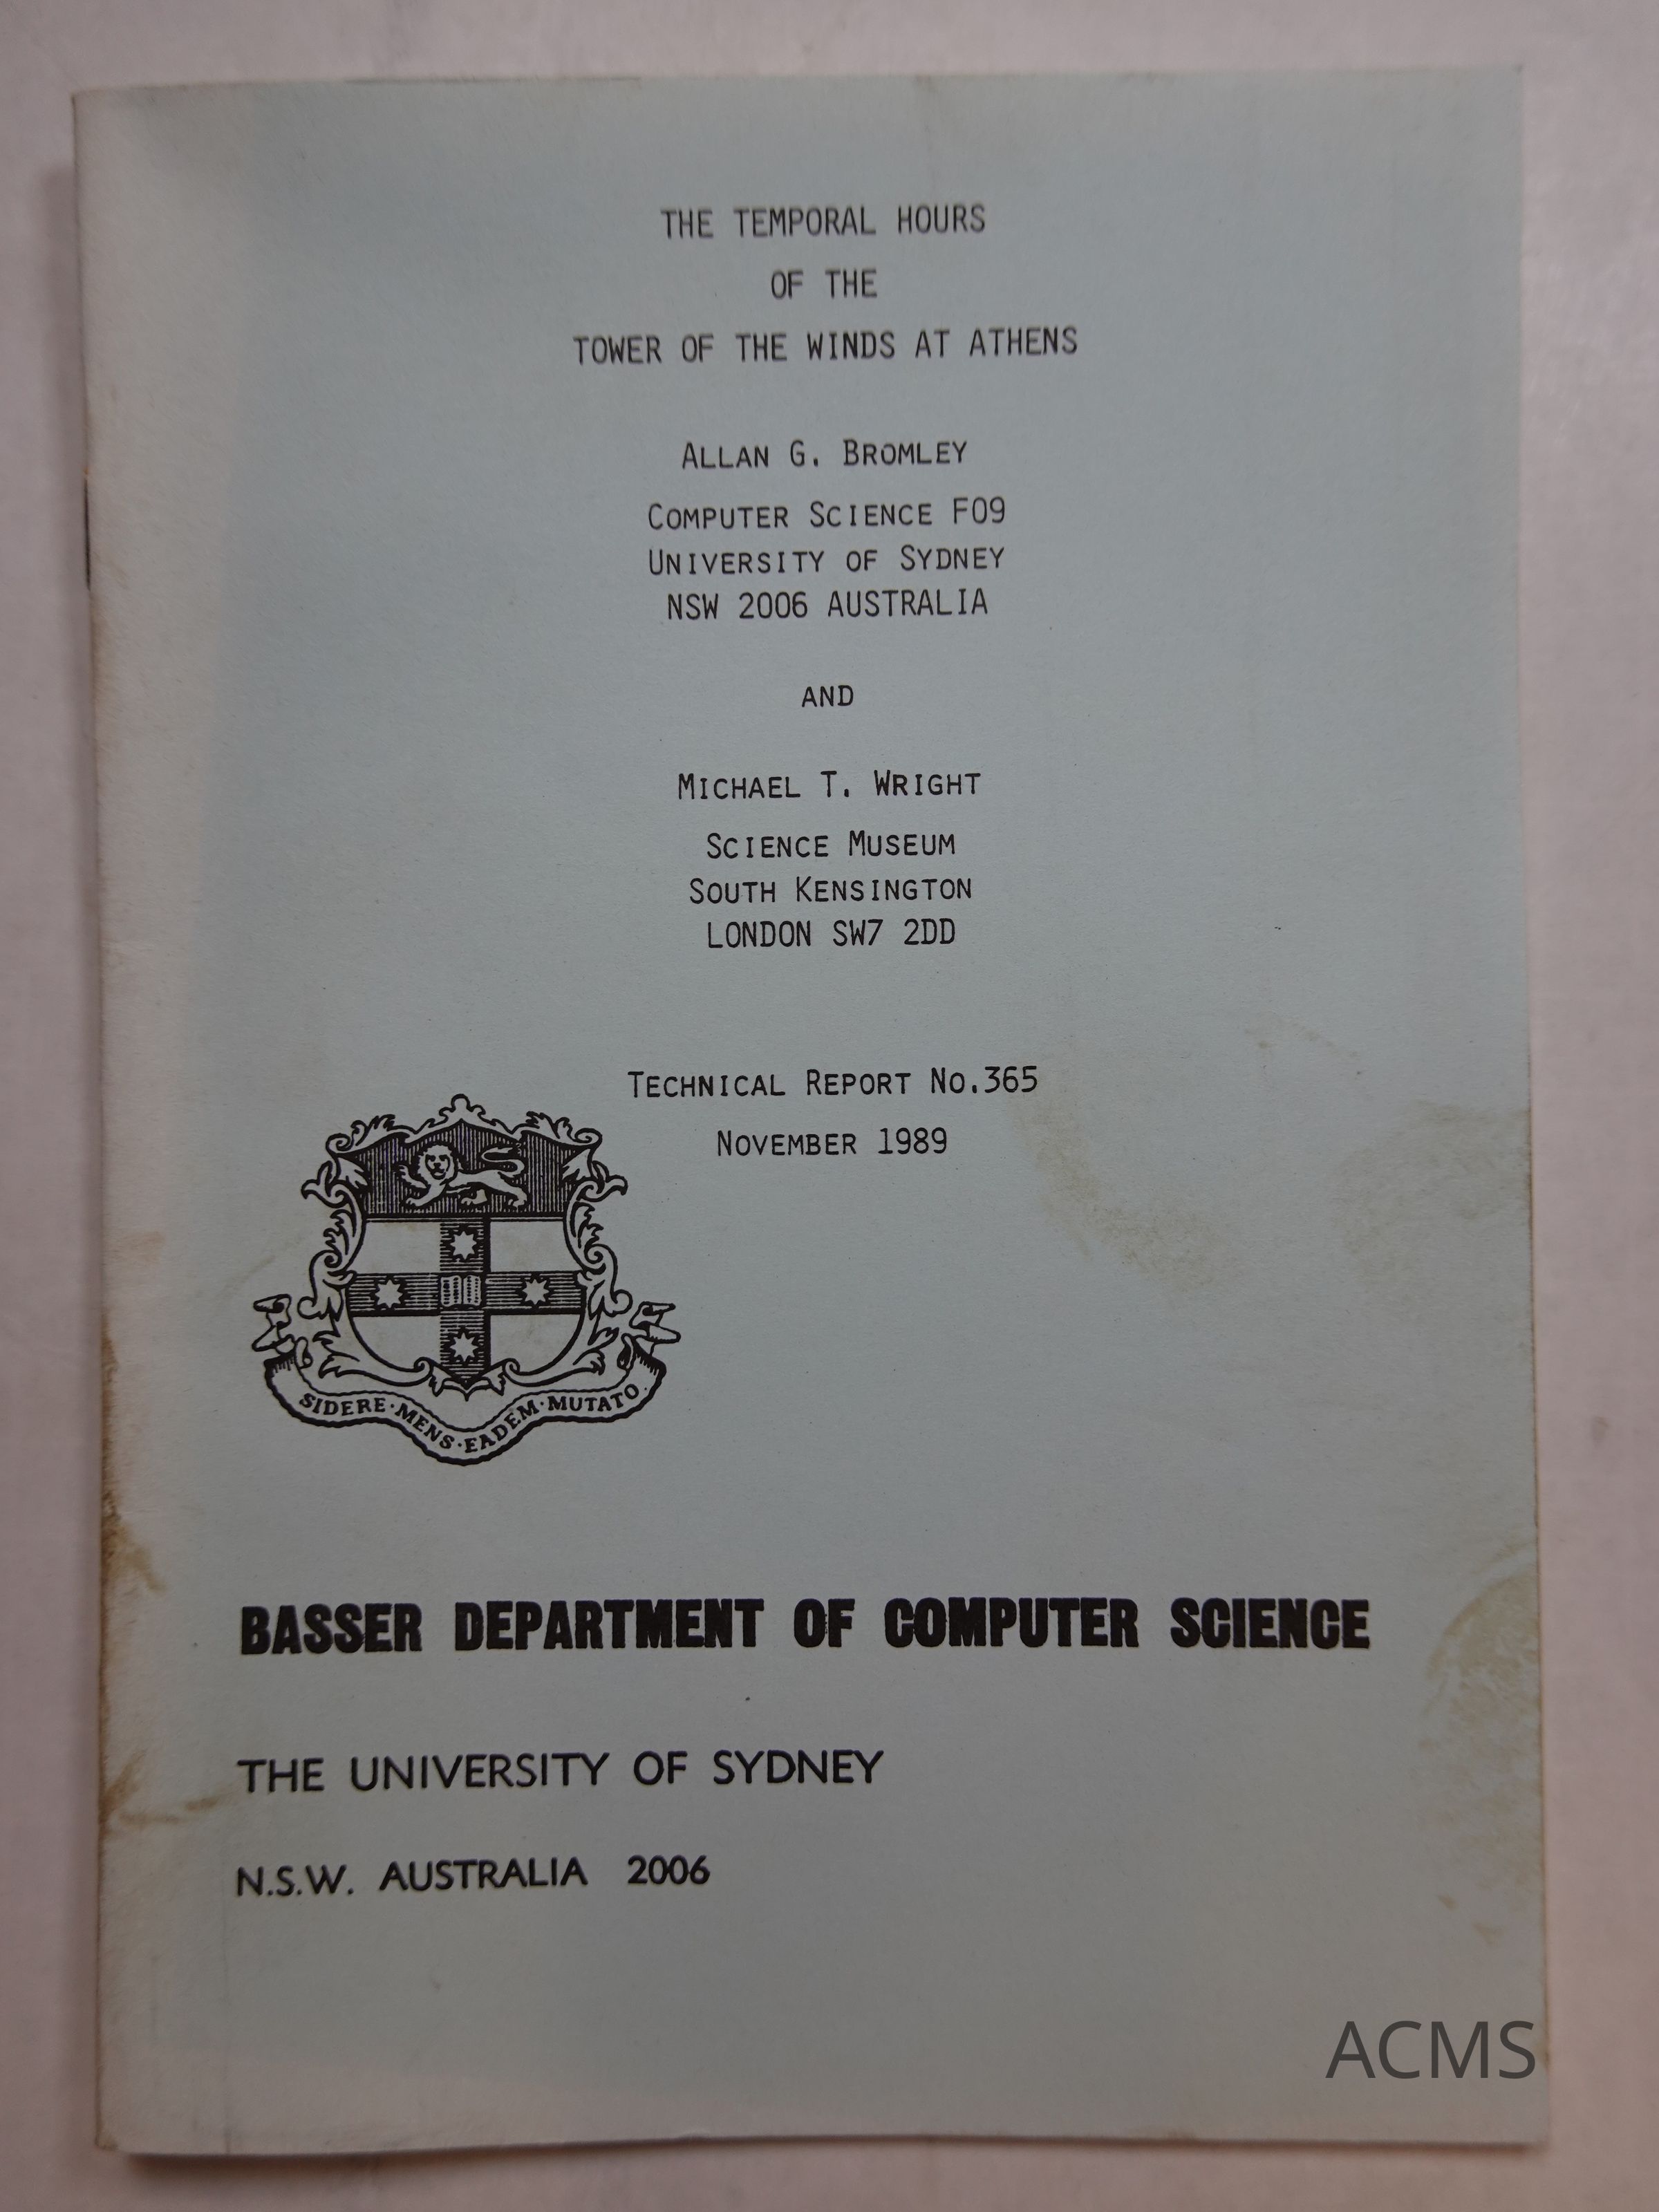 THE TEMPORAL HOURS
OF THE
TOWER OF THE WINDS AT ATHENS
ALLAN G. BROMLEY
COMPUTER SCIENCE F09
UNIVERSITY OF SYDNEY
NSW 2006 AUSTRALIA
AND
MICHAEL T. WRIGHT
SCIENCE MUSEUM
SOUTH KENSINGTON
LONDON SW7 2DD
TECHNICAL REPORT NO.365
NOVEMBER 1989
SIDERE·MENS·EADEM·MUTATO.
BASSER DEPARTMENT OF COMPUTER SCIENCE
THE UNIVERSITY OF SYDNEY
N.S.W. AUSTRALIA 2006
ACMS